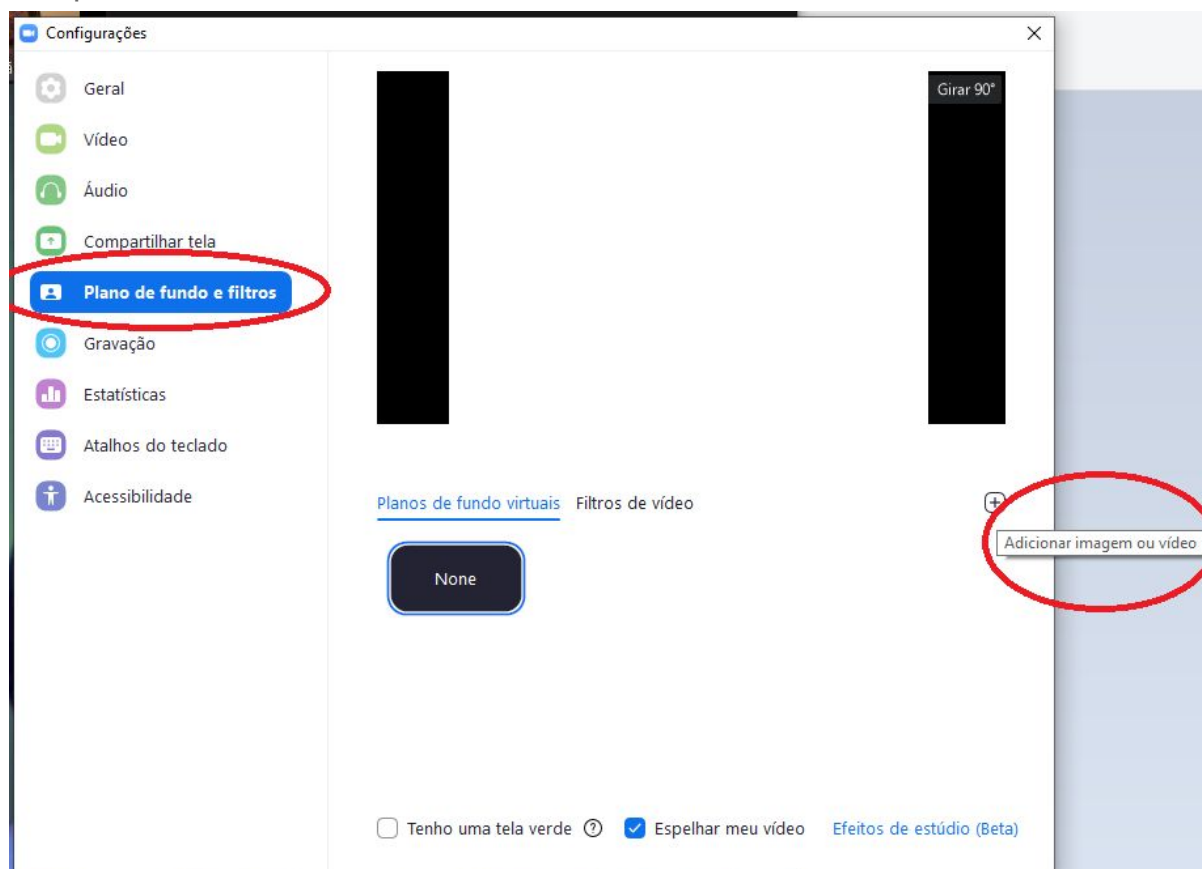 Configurações
Geral
Girar 90°
Vídeo
Áudio
Compartilhar tela
Plano de fundo e filtros
Gravação
Estatísticas
Atalhos do teclado
Acessibilidade
Planos de fundo virtuais Filtros de vídeo
Adicionar imagem ou vídeo
None
Tenho uma tela verde Espelhar meu vídeo Efeitos de estúdio (Beta)